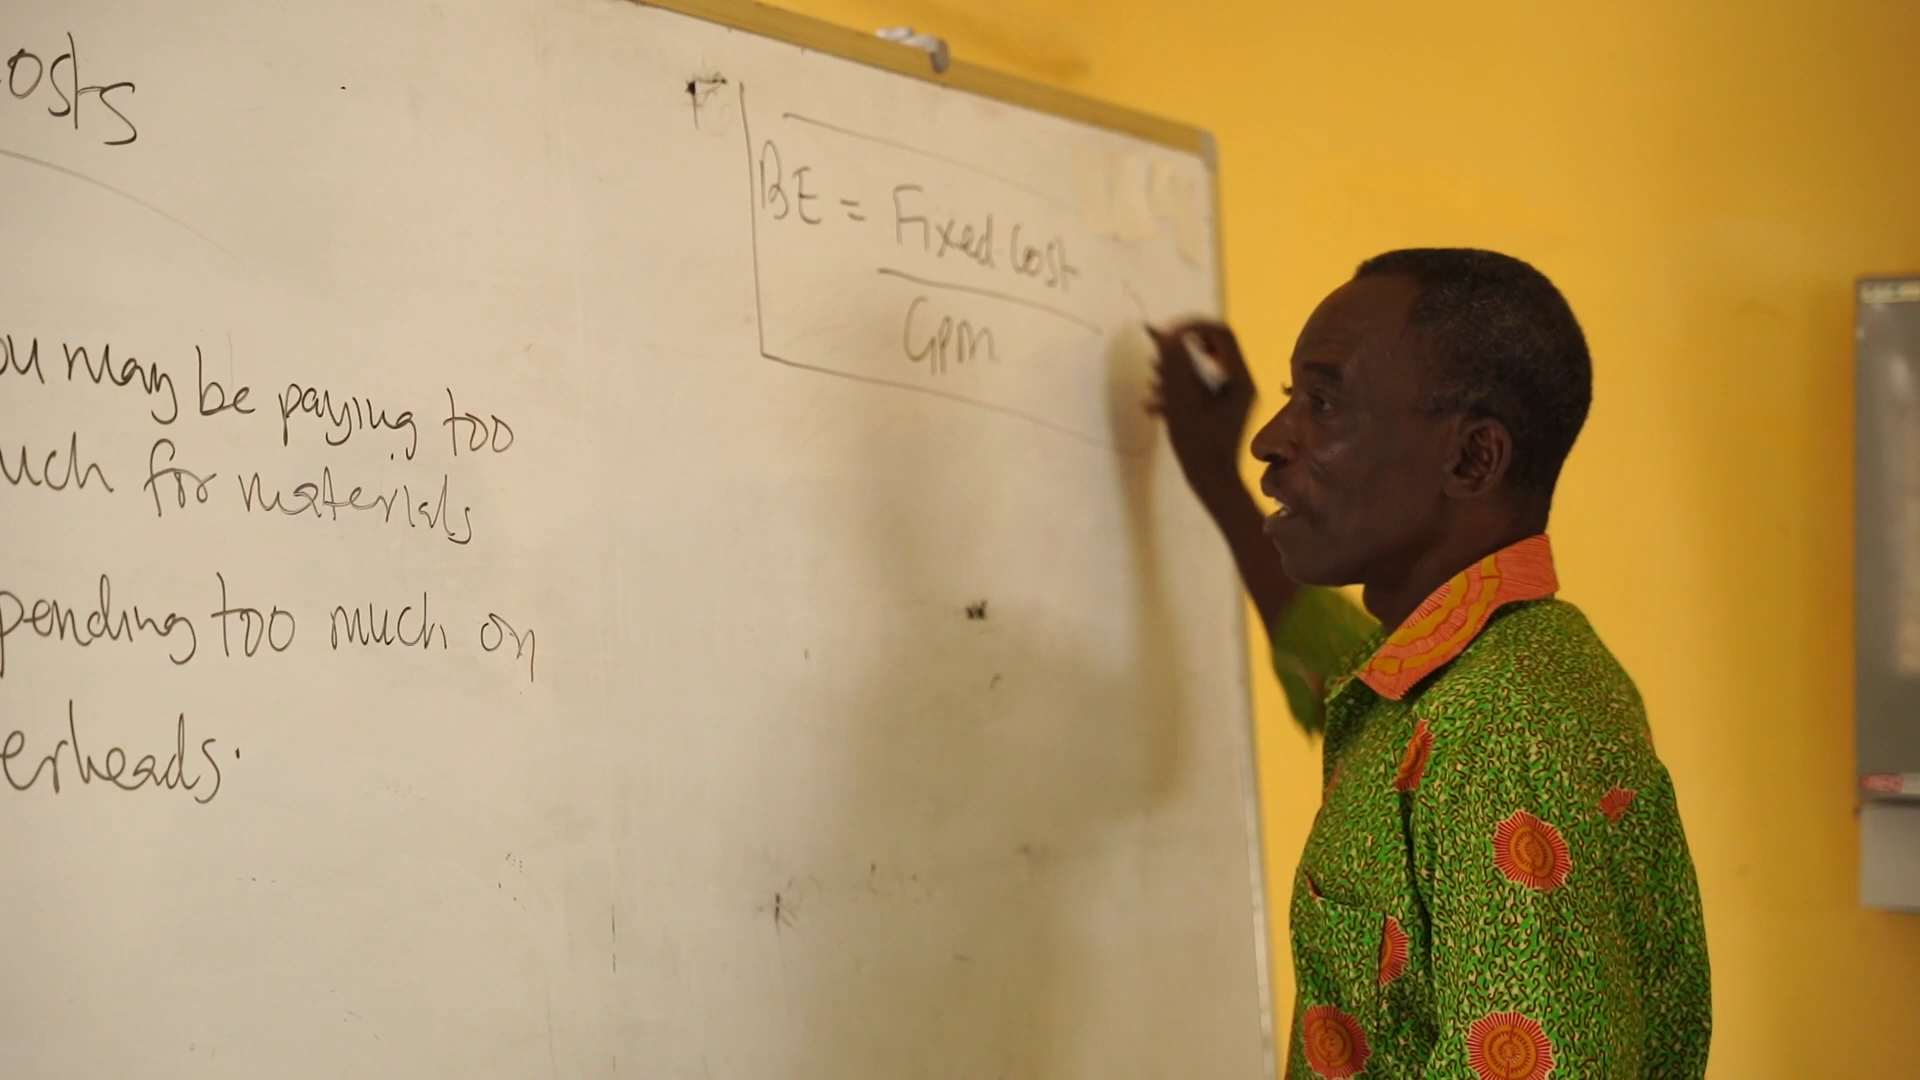 osts
ou may be paying too
uch for materials
pending too much on
erheads.
BE = Fixed Cost
GPM